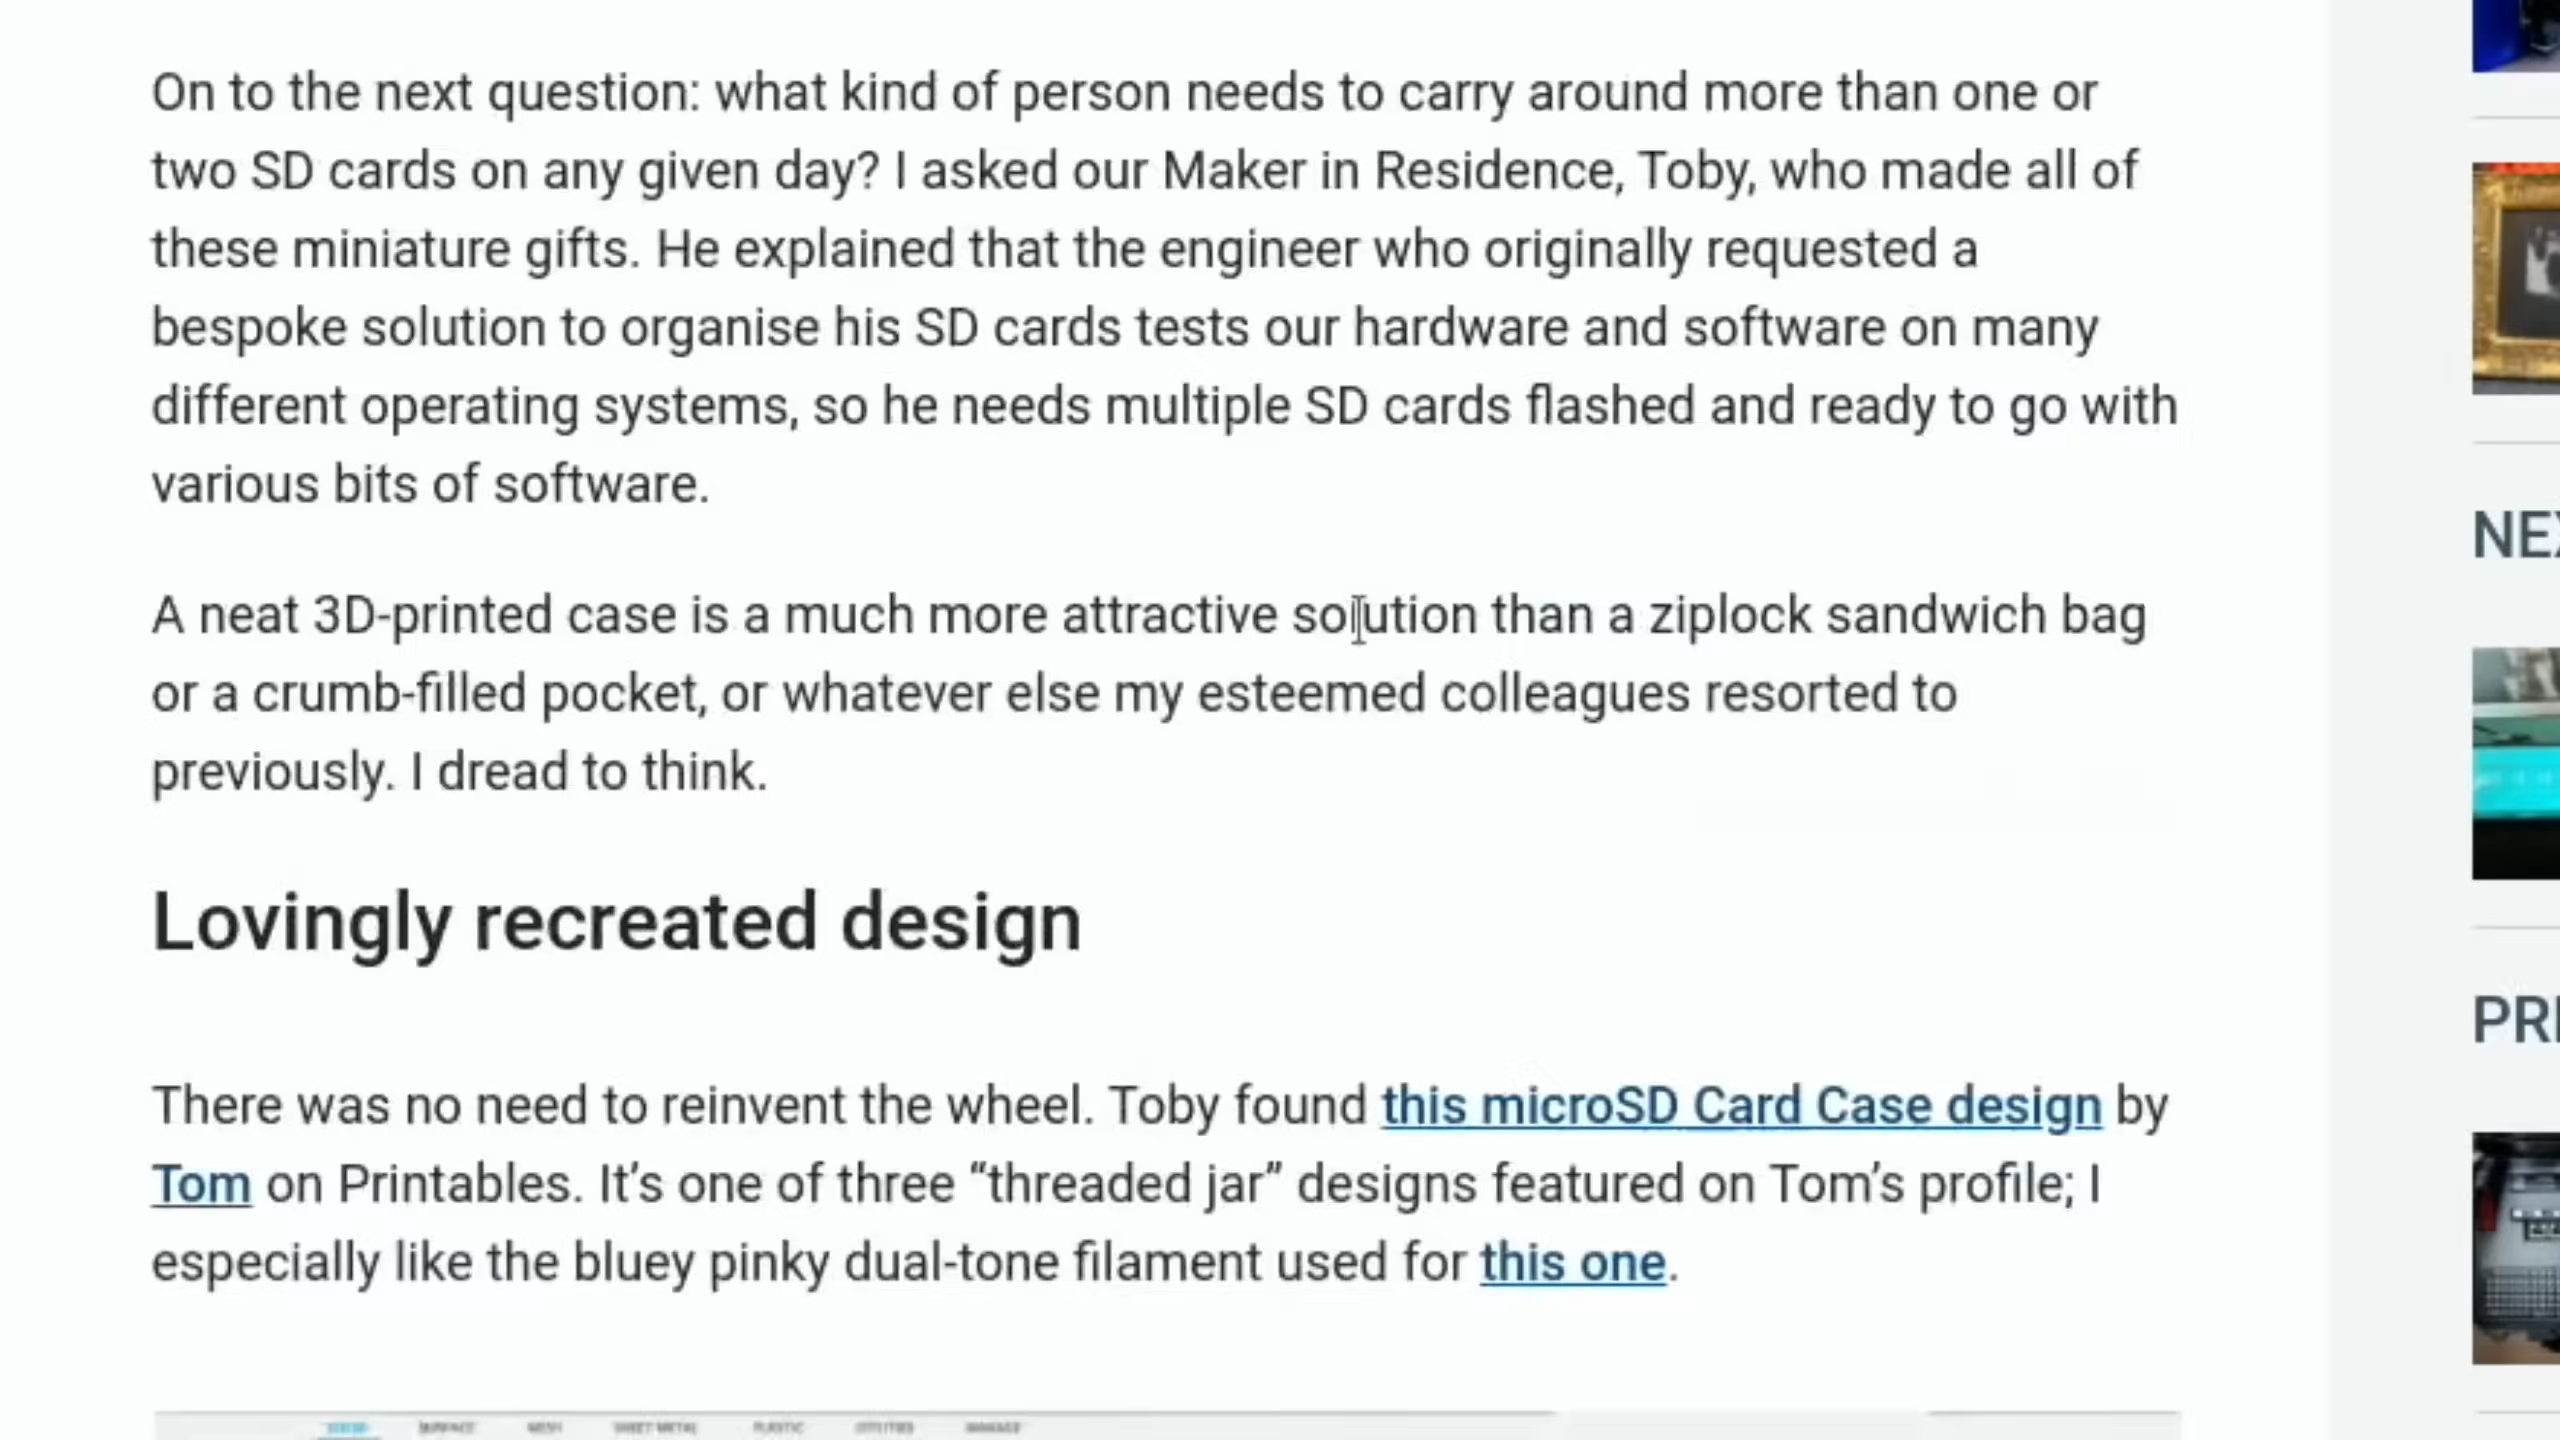 On to the next question: what kind of person needs to carry around more than one or
two SD cards on any given day? I asked our Maker in Residence, Toby, who made all of
these miniature gifts. He explained that the engineer who originally requested a
bespoke solution to organise his SD cards tests our hardware and software on many
different operating systems, so he needs multiple SD cards flashed and ready to go with
various bits of software.
A neat 3D-printed case is a much more attractive solution than a ziplock sandwich bag
or a crumb-filled pocket, or whatever else my esteemed colleagues resorted to
previously. I dread to think.
Lovingly recreated design
There was no need to reinvent the wheel. Toby found this microSD Card Case design by
Tom on Printables. It’s one of three “threaded jar” designs featured on Tom’s profile; I
especially like the bluey pinky dual-tone filament used for this one.
SURFACE MESH SHEET METAL PLASTIC UTILITIES MANAGE